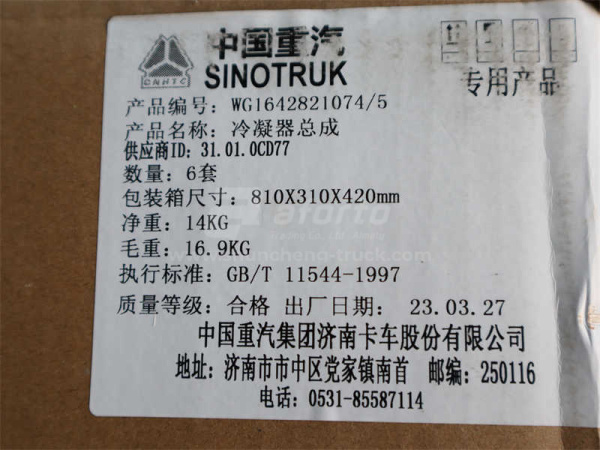 中国重汽
SINOTRUK
专用产品
产品编号: WG1642821074/5
产品名称: 冷凝器总成
供应商ID: 31.01.0CD77
数量: 6套
包装箱尺寸: 810X310X420mm
净重: 14KG
毛重: 16.9KG
执行标准: GB/T 11544-1997
质量等级: 合格 出厂日期: 23.03.27
中国重汽集团济南卡车股份有限公司
地址: 济南市市中区党家镇南首 邮编: 250116
电话: 0531-85587114